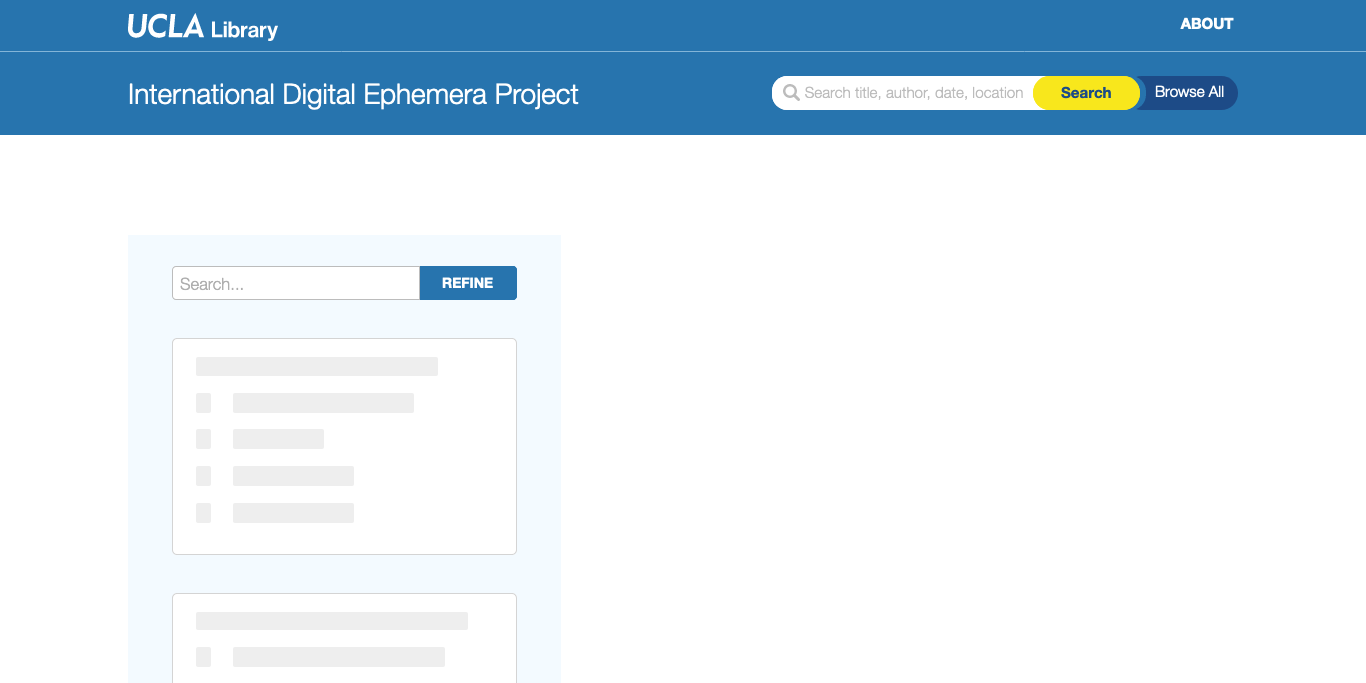 UCLA Library
ABOUT
International Digital Ephemera Project
Search title, author, date, location
Search
Browse All
Search...
REFINE